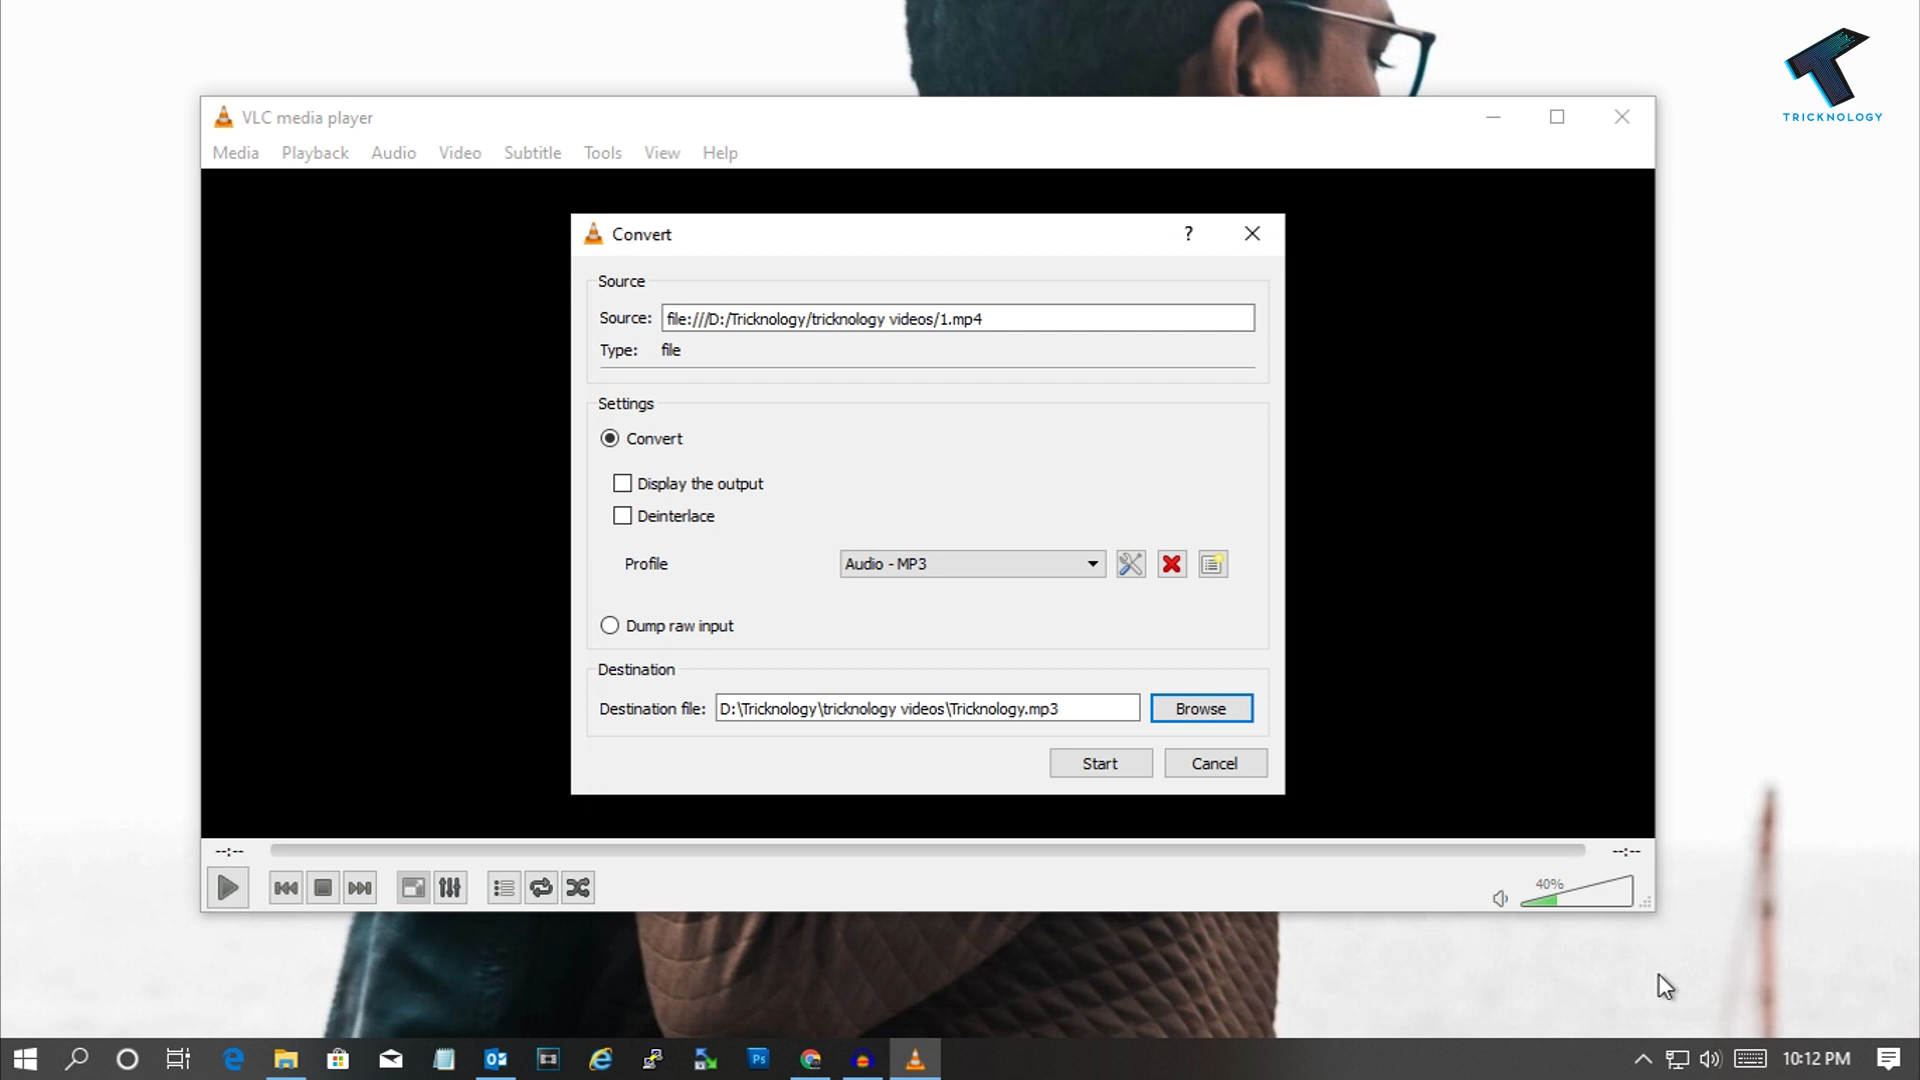 TRICKNOLOGY
VLC media player
Media Playback Audio Video Subtitle Tools View Help
Convert ?
Source
Source: file:///D:/Tricknology/tricknology videos/1.mp4
Type: file
Settings
Convert
Display the output
Deinterlace
Profile Audio - MP3
Dump raw input
Destination
Destination file: D:\Tricknology\tricknology videos\Tricknology.mp3 Browse
Start Cancel
--:-- --:--
40%
Ps 10:12 PM